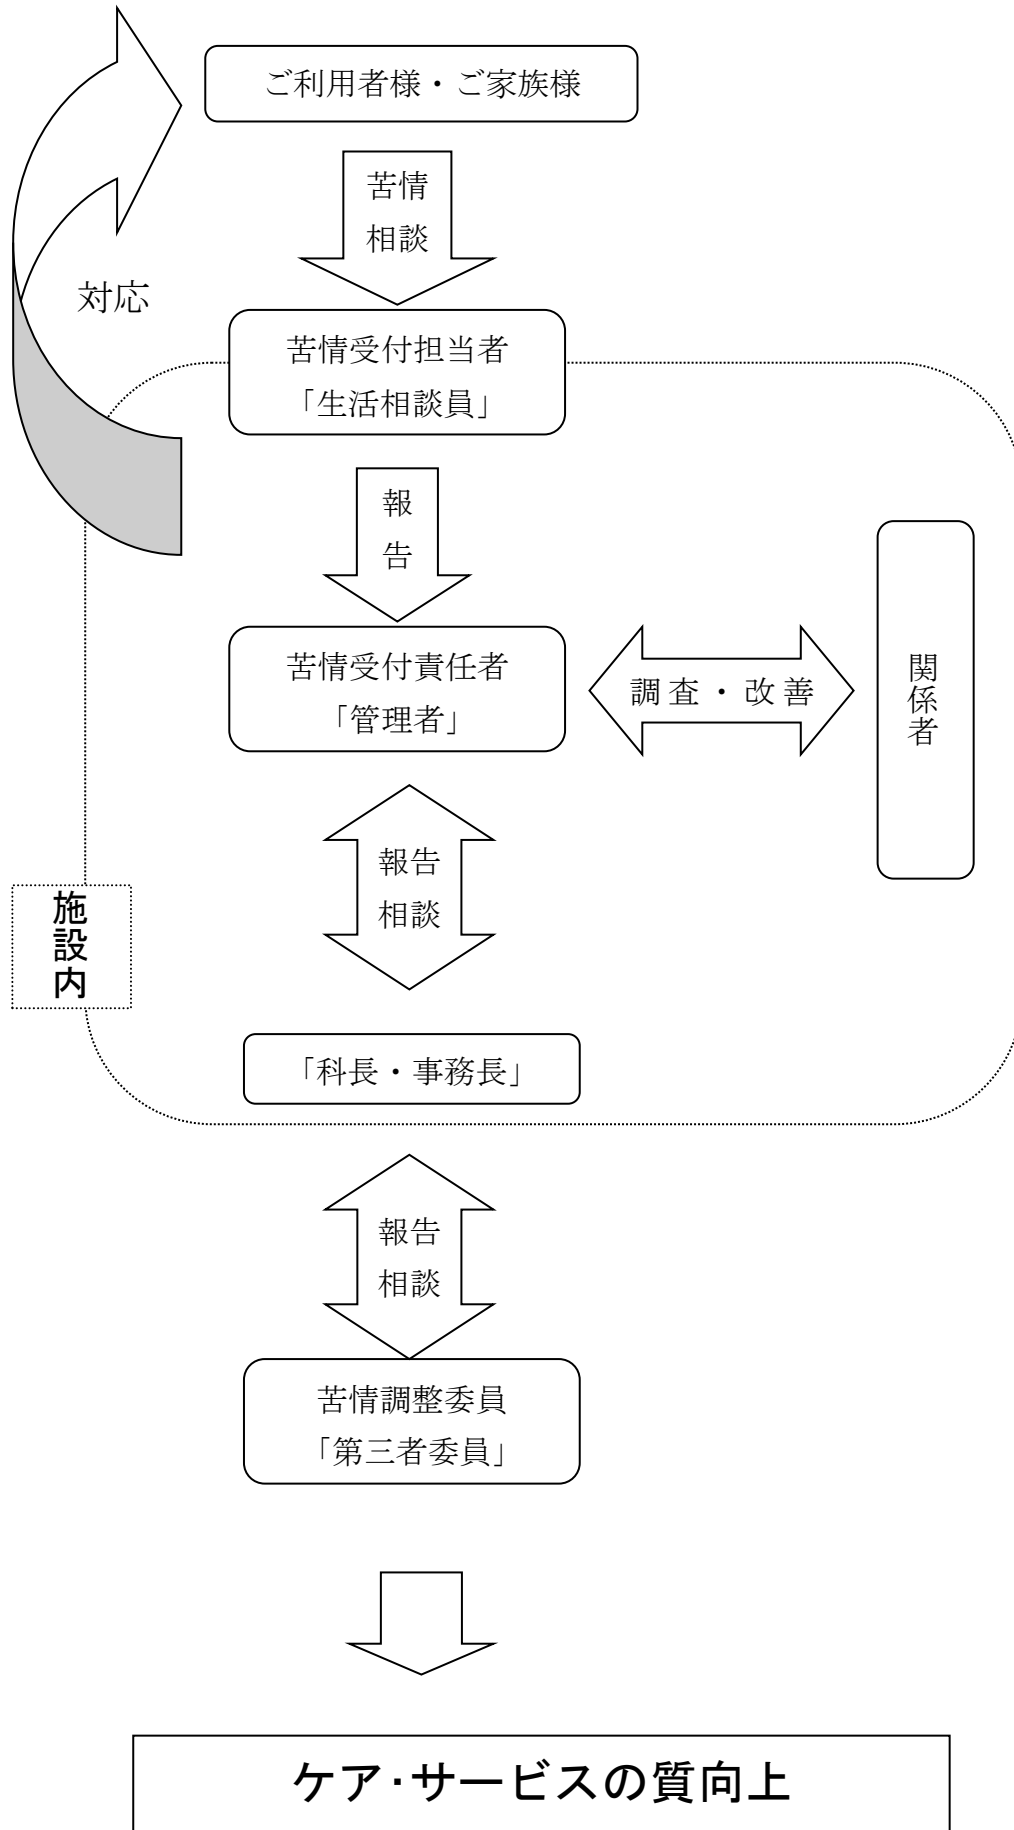 ご利用者様・ご家族様
苦情
相談
対応
苦情受付担当者
「生活相談員」
報
告
苦情受付責任者
「管理者」
調査・改善
関係者
報告
相談
施設内
「科長・事務長」
報告
相談
苦情調整委員
「第三者委員」
ケア・サービスの質向上